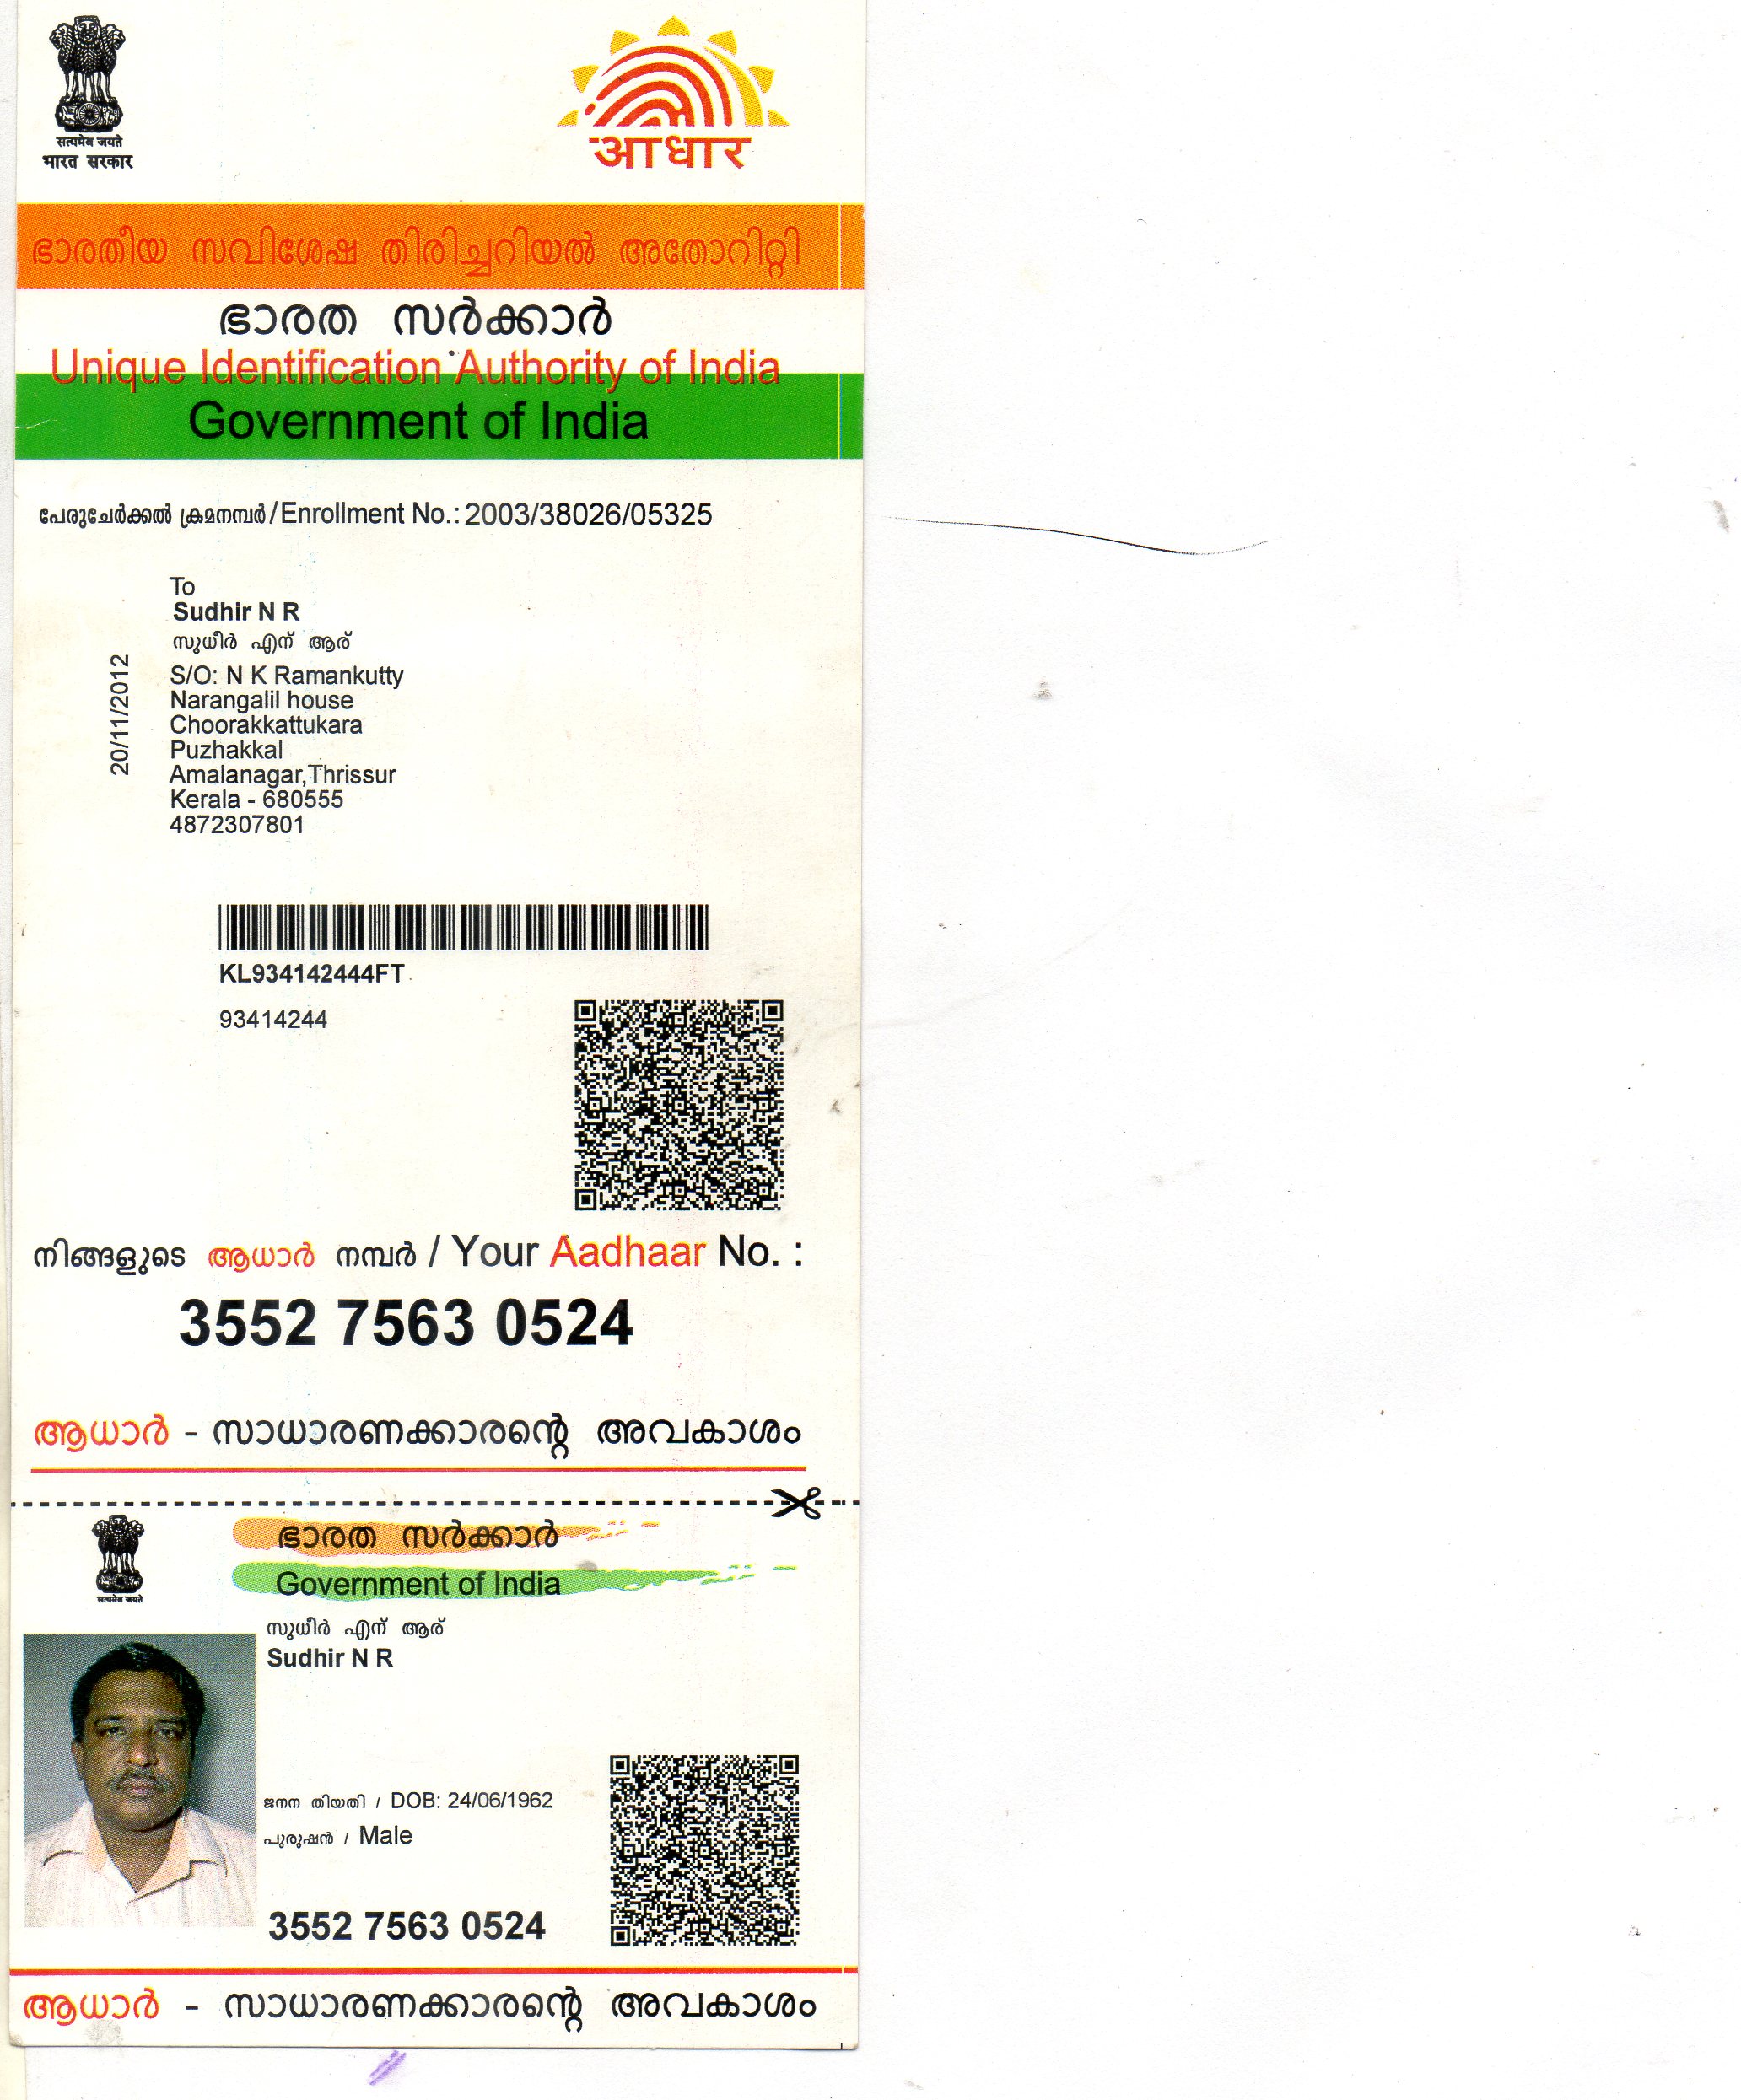 सत्यमेव जयते
भारत सरकार
आधार
ഭാരതീയ സവിശേഷ തിരിച്ചറിയൽ അതോറിറ്റി
ഭാരത സർക്കാർ
Unique Identification Authority of India
Government of India
പേരുചേർക്കൽ ക്രമനമ്പർ / Enrollment No.: 2003/38026/05325
To
Sudhir N R
സുധീർ എന് ആര്
S/O: N K Ramankutty
Narangalil house
Choorakkattukara
Puzhakkal
Amalanagar,Thrissur
Kerala - 680555
4872307801
20/11/2012
KL934142444FT
93414244
നിങ്ങളുടെ ആധാർ നമ്പർ / Your Aadhaar No. :
3552 7563 0524
ആധാർ - സാധാരണക്കാരന്റെ അവകാശം
ഭാരത സർക്കാർ
Government of India
सत्यमेव जयते
സുധീർ എന് ആര്
Sudhir N R
ജനന തിയതി / DOB: 24/06/1962
പുരുഷൻ / Male
3552 7563 0524
ആധാർ - സാധാരണക്കാരന്റെ അവകാശം